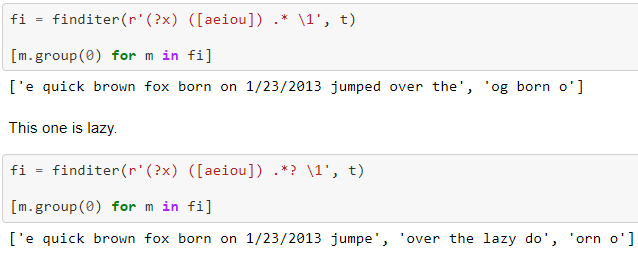 fi = finditer(r'(?x) ([aeiou]) .* \1', t)
[m.group(0) for m in fi]
['e quick brown fox born on 1/23/2013 jumped over the', 'og born o']
This one is lazy.
fi = finditer(r'(?x) ([aeiou]) .*? \1', t)
[m.group(0) for m in fi]
['e quick brown fox born on 1/23/2013 jumpe', 'over the lazy do', 'orn o']